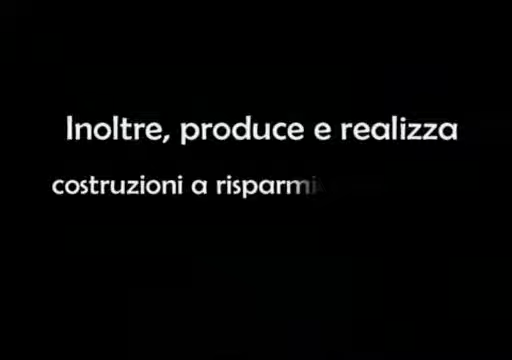 Inoltre, produce e realizza
costruzioni a risparmi